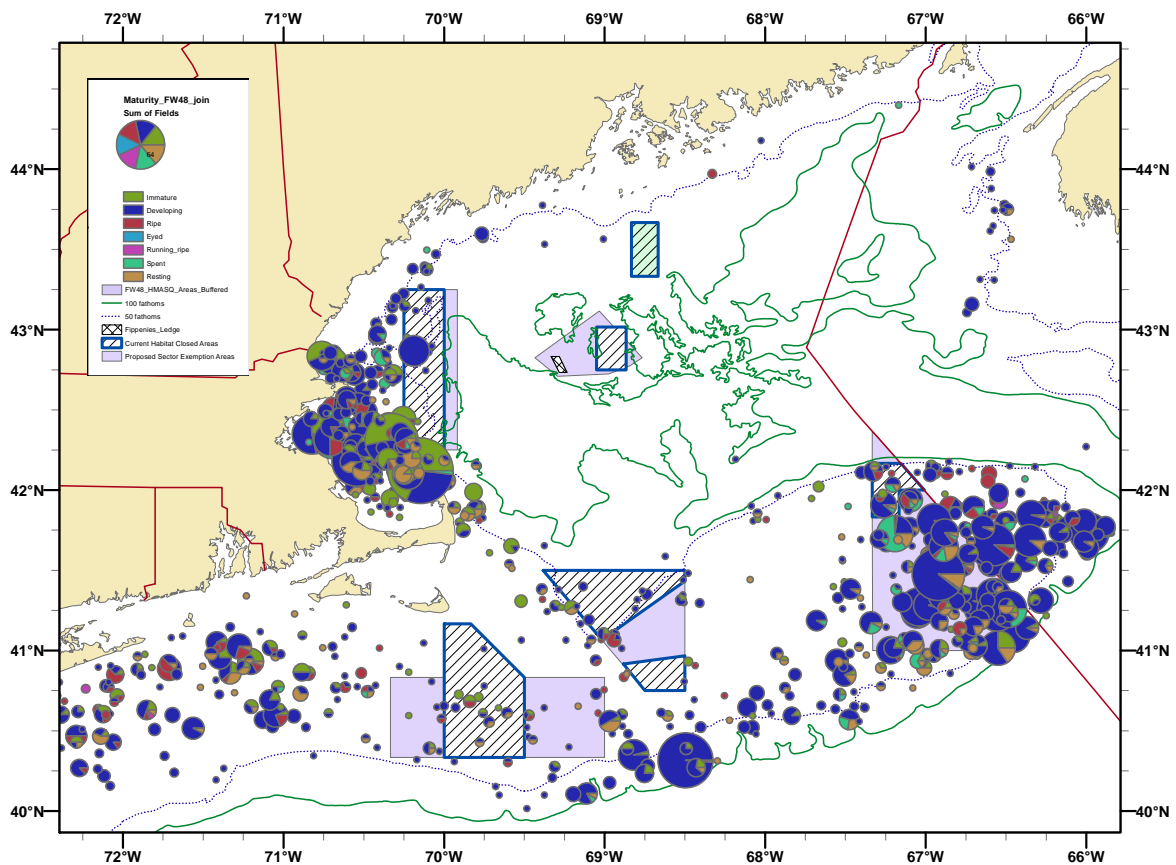 72°W 71°W 70°W 69°W 68°W 67°W 66°W
Maturity_FW48_join
Sum of Fields
64
Immature
Developing
Ripe
Eyed
Running_ripe
Spent
Resting
FW48_HMASQ_Areas_Buffered
100 fathoms
50 fathoms
Fippenies_Ledge
Current Habitat Closed Areas
Proposed Sector Exemption Areas
44°N 44°N
43°N 43°N
42°N 42°N
41°N 41°N
40°N 40°N
72°W 71°W 70°W 69°W 68°W 67°W 66°W